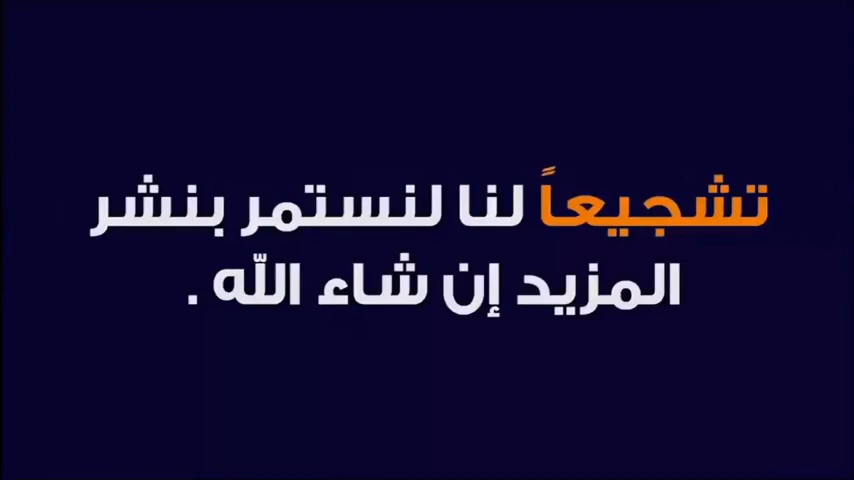 تشجيعاً لنا لنستمر بنشر
المزيد إن شاء الله .